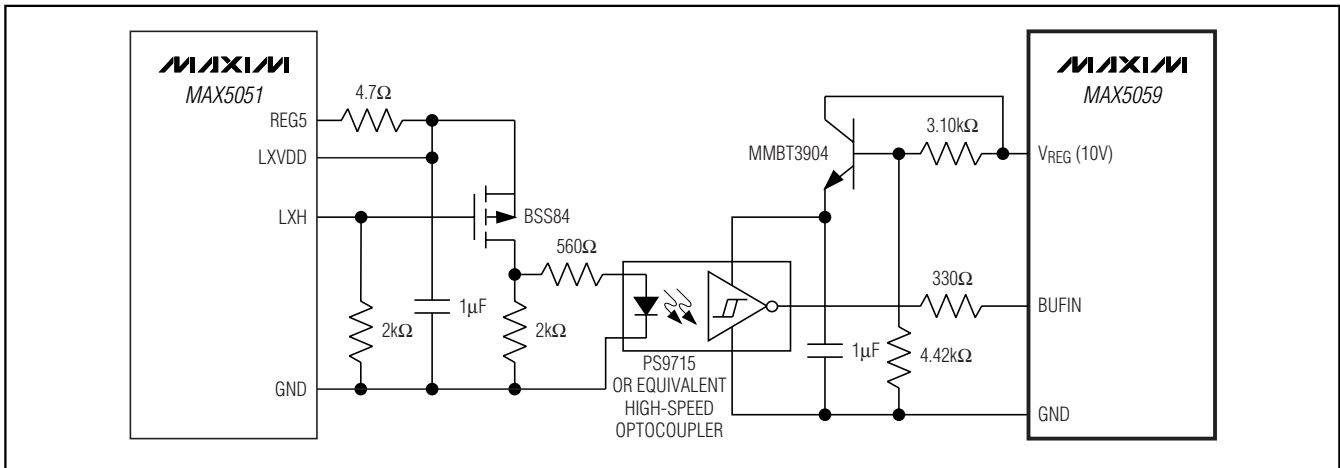 MAXIM
MAX5051
REG5
LXVDD
LXH
GND
4.7Ω
BSS84
2kΩ
1µF
2kΩ
560Ω
PS9715
OR EQUIVALENT
HIGH-SPEED
OPTOCOUPLER
MMBT3904
3.10kΩ
330Ω
1µF
4.42kΩ
MAXIM
MAX5059
VREG (10V)
BUFIN
GND